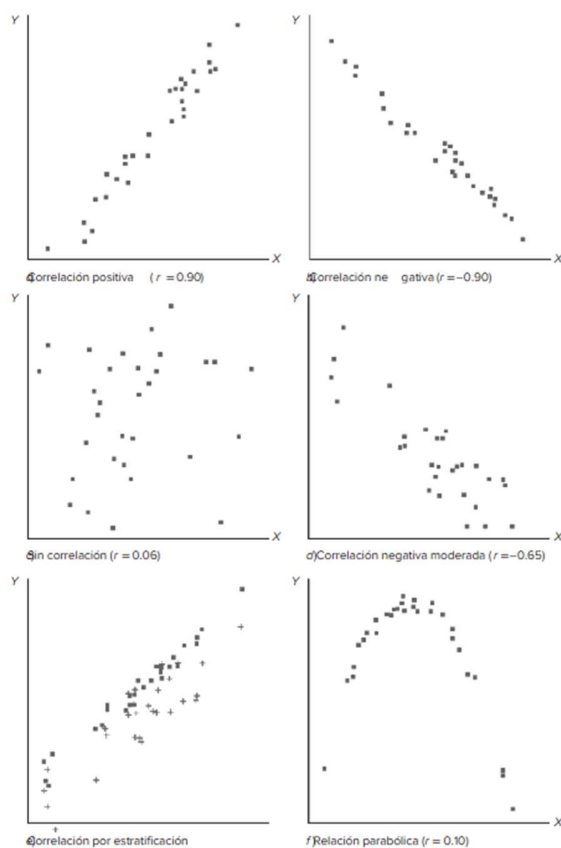 Y
Y
X
X
a)Correlación positiva ( r = 0.90)
b)Correlación ne gativa (r=−0.90)
Y
Y
X
X
c)Sin correlación (r = 0.06)
d)Correlación negativa moderada (r=−0.65)
Y
Y
X
X
e)Correlación por estratificación
f)Relación parabólica (r = 0.10)